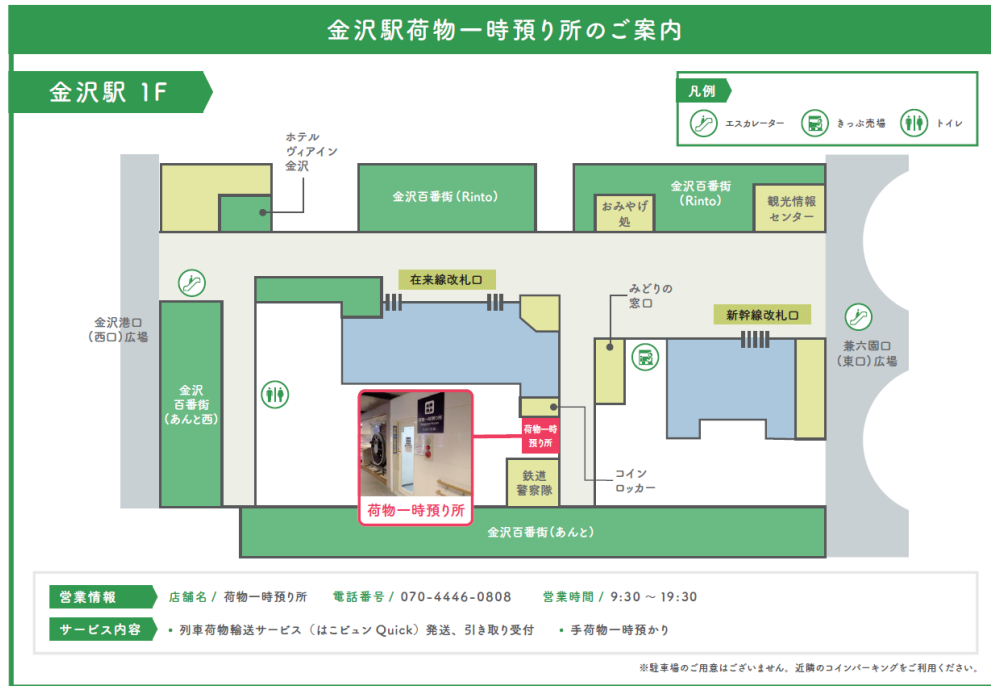 金沢駅荷物一時預り所のご案内
金沢駅 1F
凡例
エスカレーター
きっぷ売場
トイレ
ホテル
ヴィアイン
金沢
金沢百番街(Rinto)
金沢百番街
(Rinto)
おみやげ
処
観光情報
センター
在来線改札口
みどりの
窓口
新幹線改札口
金沢港口
(西口)広場
兼六園口
(東口)広場
金沢
百番街
(あんと西)
荷物一時
預り所
鉄道
警察隊
コイン
ロッカー
荷物一時預り所
金沢百番街(あんと)
営業情報
店舗名 / 荷物一時預り所 電話番号 / 070-4446-0808 営業時間 / 9:30 ~ 19:30
サービス内容
・列車荷物輸送サービス(はこビュン Quick)発送、引き取り受付 ・手荷物一時預かり
※駐車場のご用意はございません。近隣のコインパーキングをご利用ください。